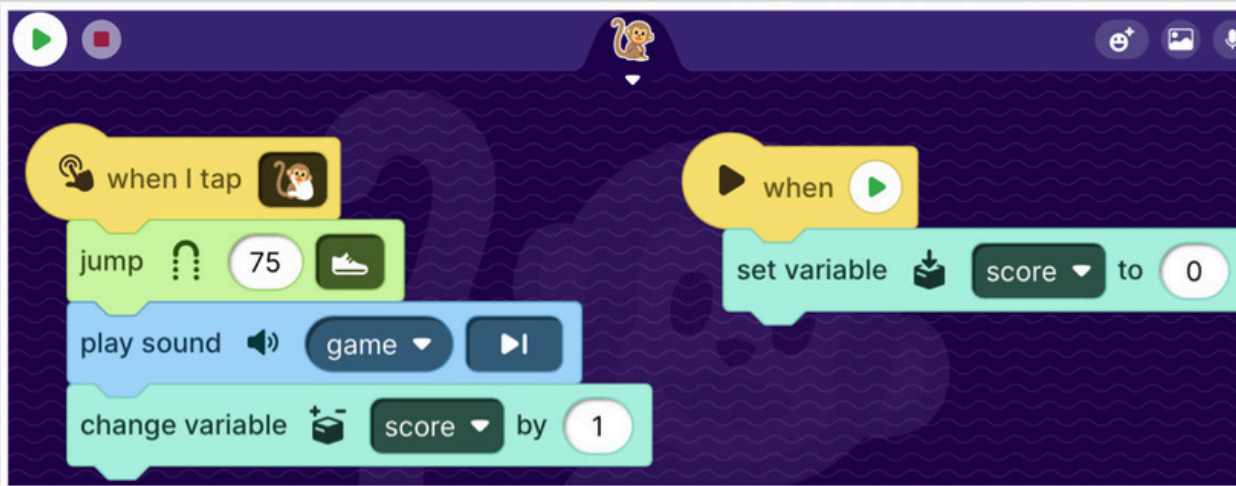 when I tap
jump 75
play sound game
change variable score by 1
when
set variable score to 0